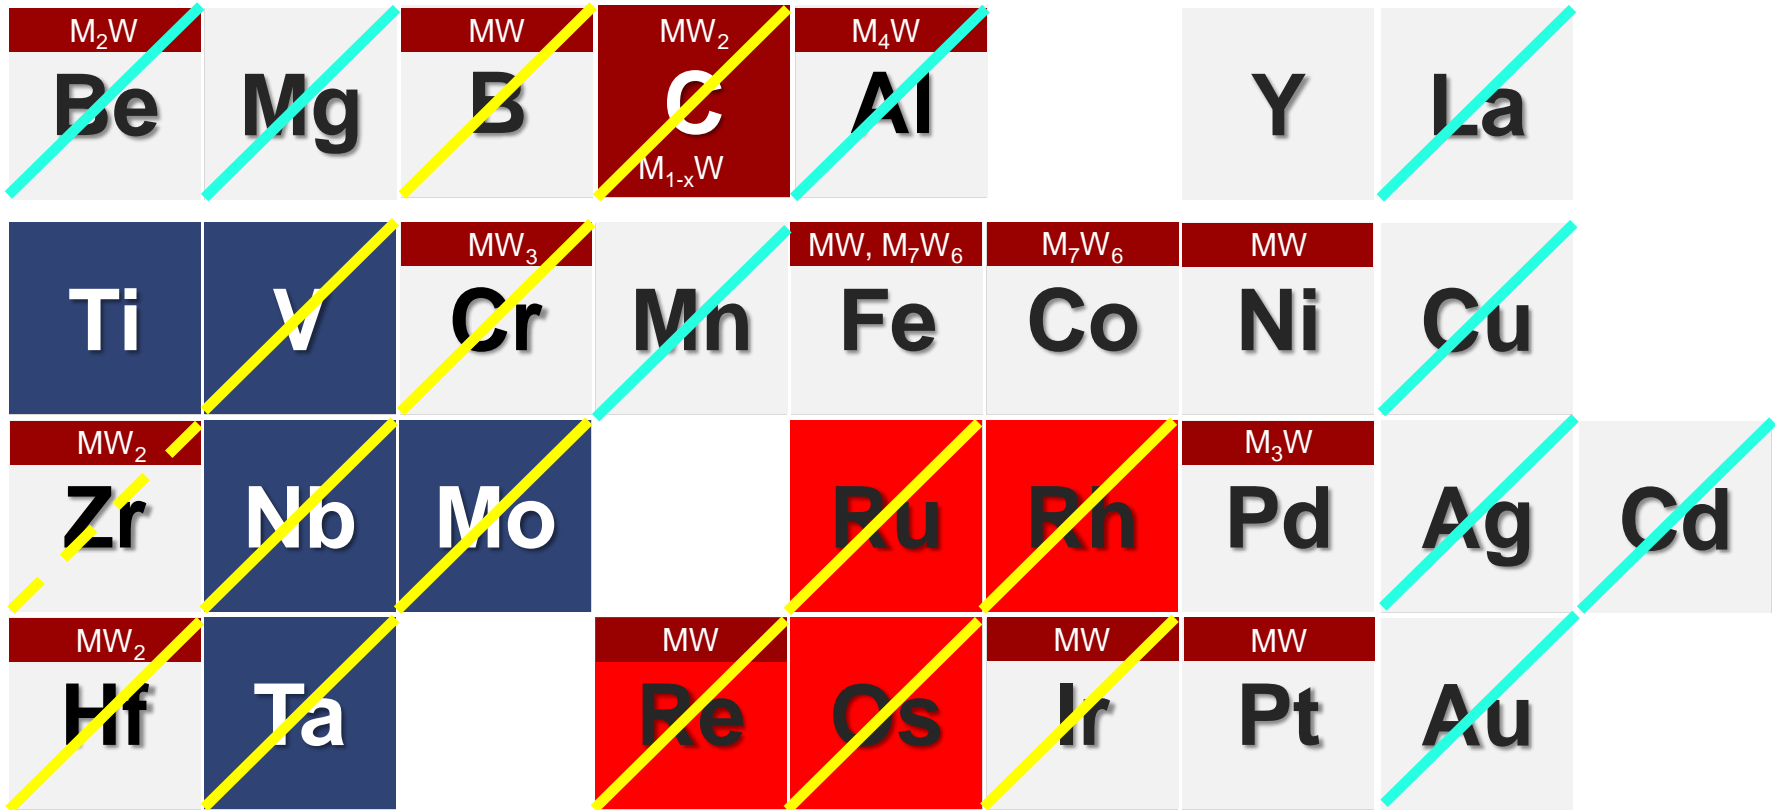 M₂W MW MW₂ M₄W
Be Mg B C Al Y La
M₁₋ₓW
MW₃ MW, M₇W₆ M₇W₆ MW
Ti V Cr Mn Fe Co Ni Cu
MW₂ M₃W
Zr Nb Mo Ru Rh Pd Ag Cd
MW₂ MW MW MW
Hf Ta Re Os Ir Pt Au